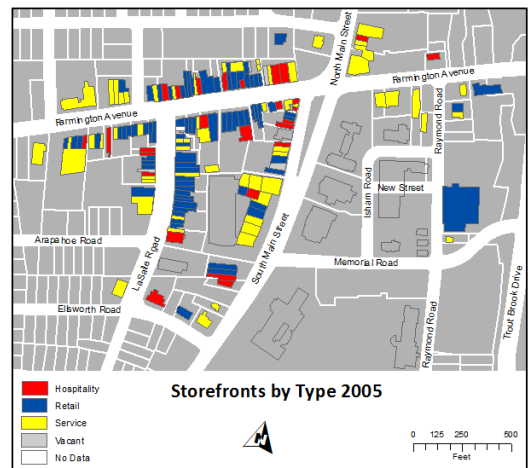 North Main Street
Farmington Avenue
Farmington Avenue
Raymond Road
Isham Road
New Street
Arapahoe Road
LaSalle Road
South Main Street
Memorial Road
Ellsworth Road
Raymond Road
Trout Brook Drive
Storefronts by Type 2005
Hospitality
Retail
Service
Vacant
No Data
0 125 250 500
Feet